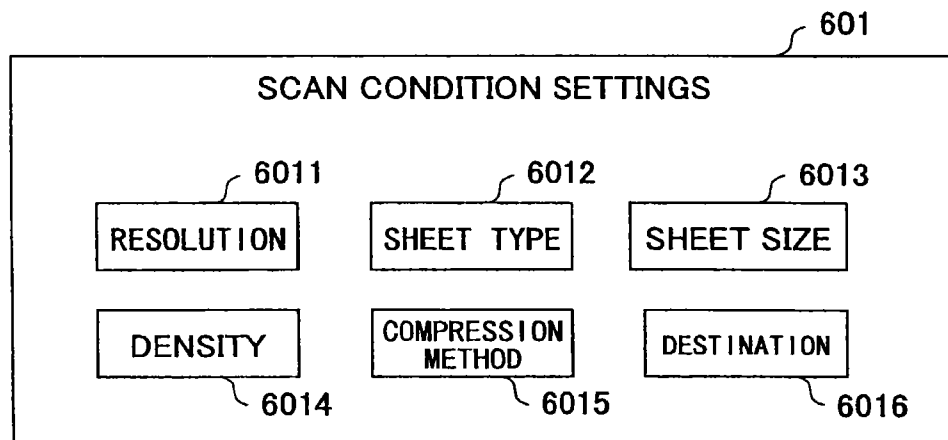 601
SCAN CONDITION SETTINGS
6011 6012 6013
RESOLUTION SHEET TYPE SHEET SIZE
DENSITY COMPRESSION METHOD DESTINATION
6014 6015 6016